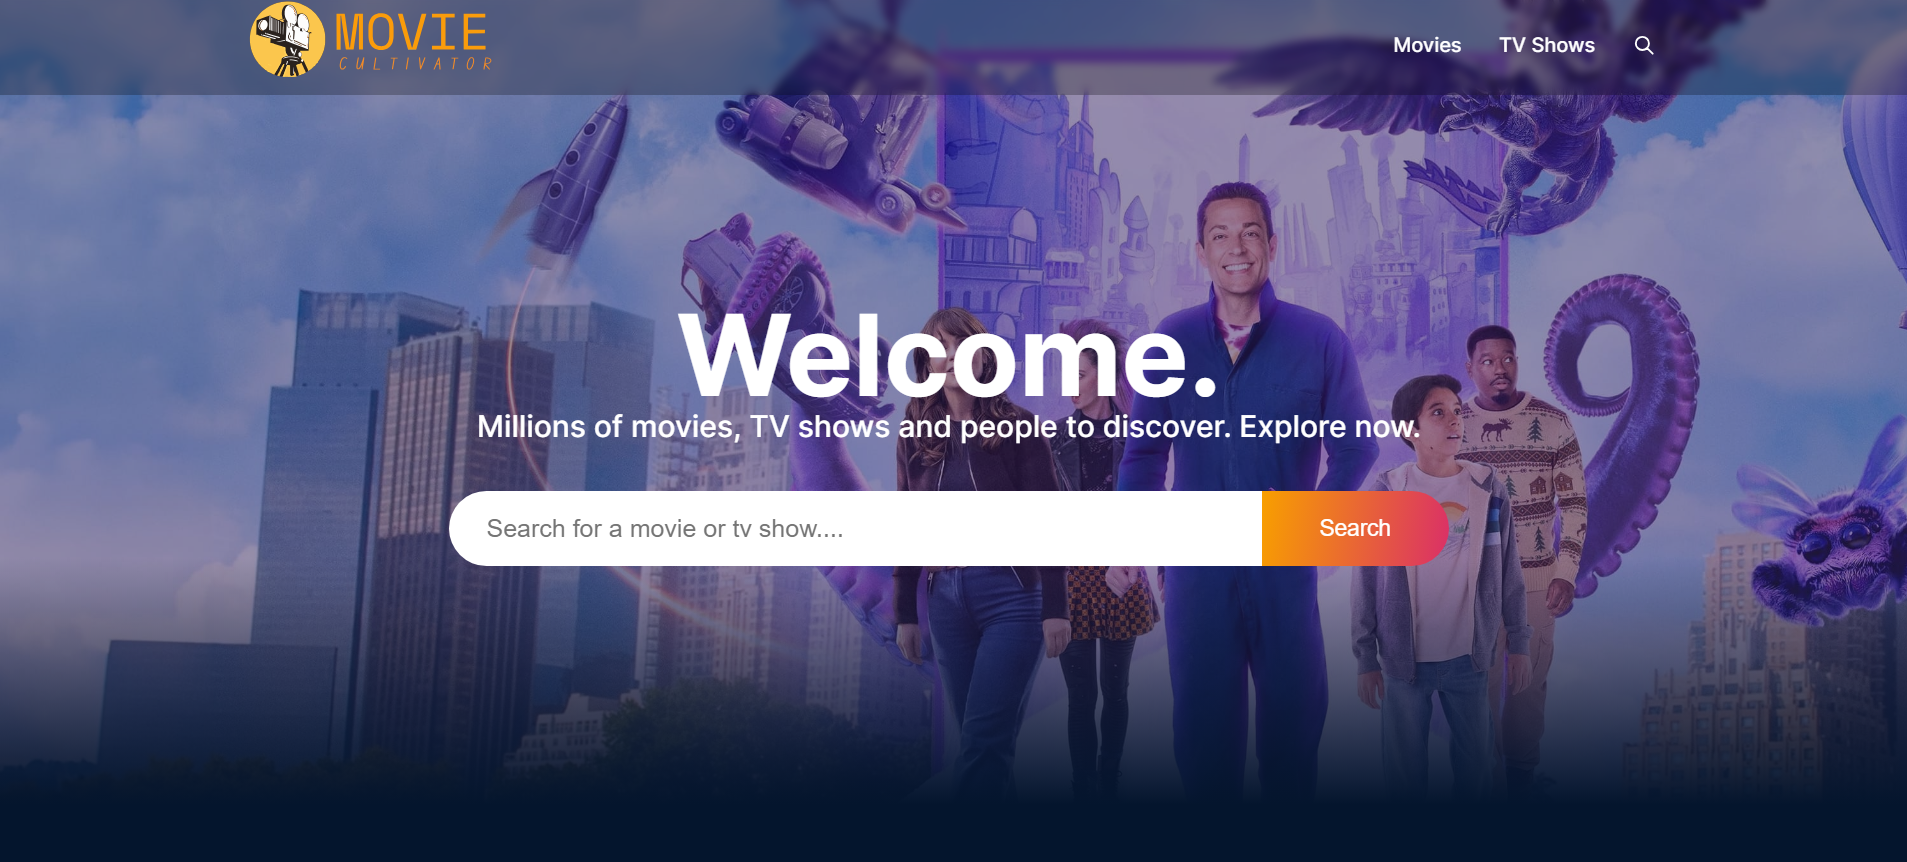 MOVIE
CULTIVATOR
Movies TV Shows
Welcome.
Millions of movies, TV shows and people to discover. Explore now.
Search for a movie or tv show.... Search